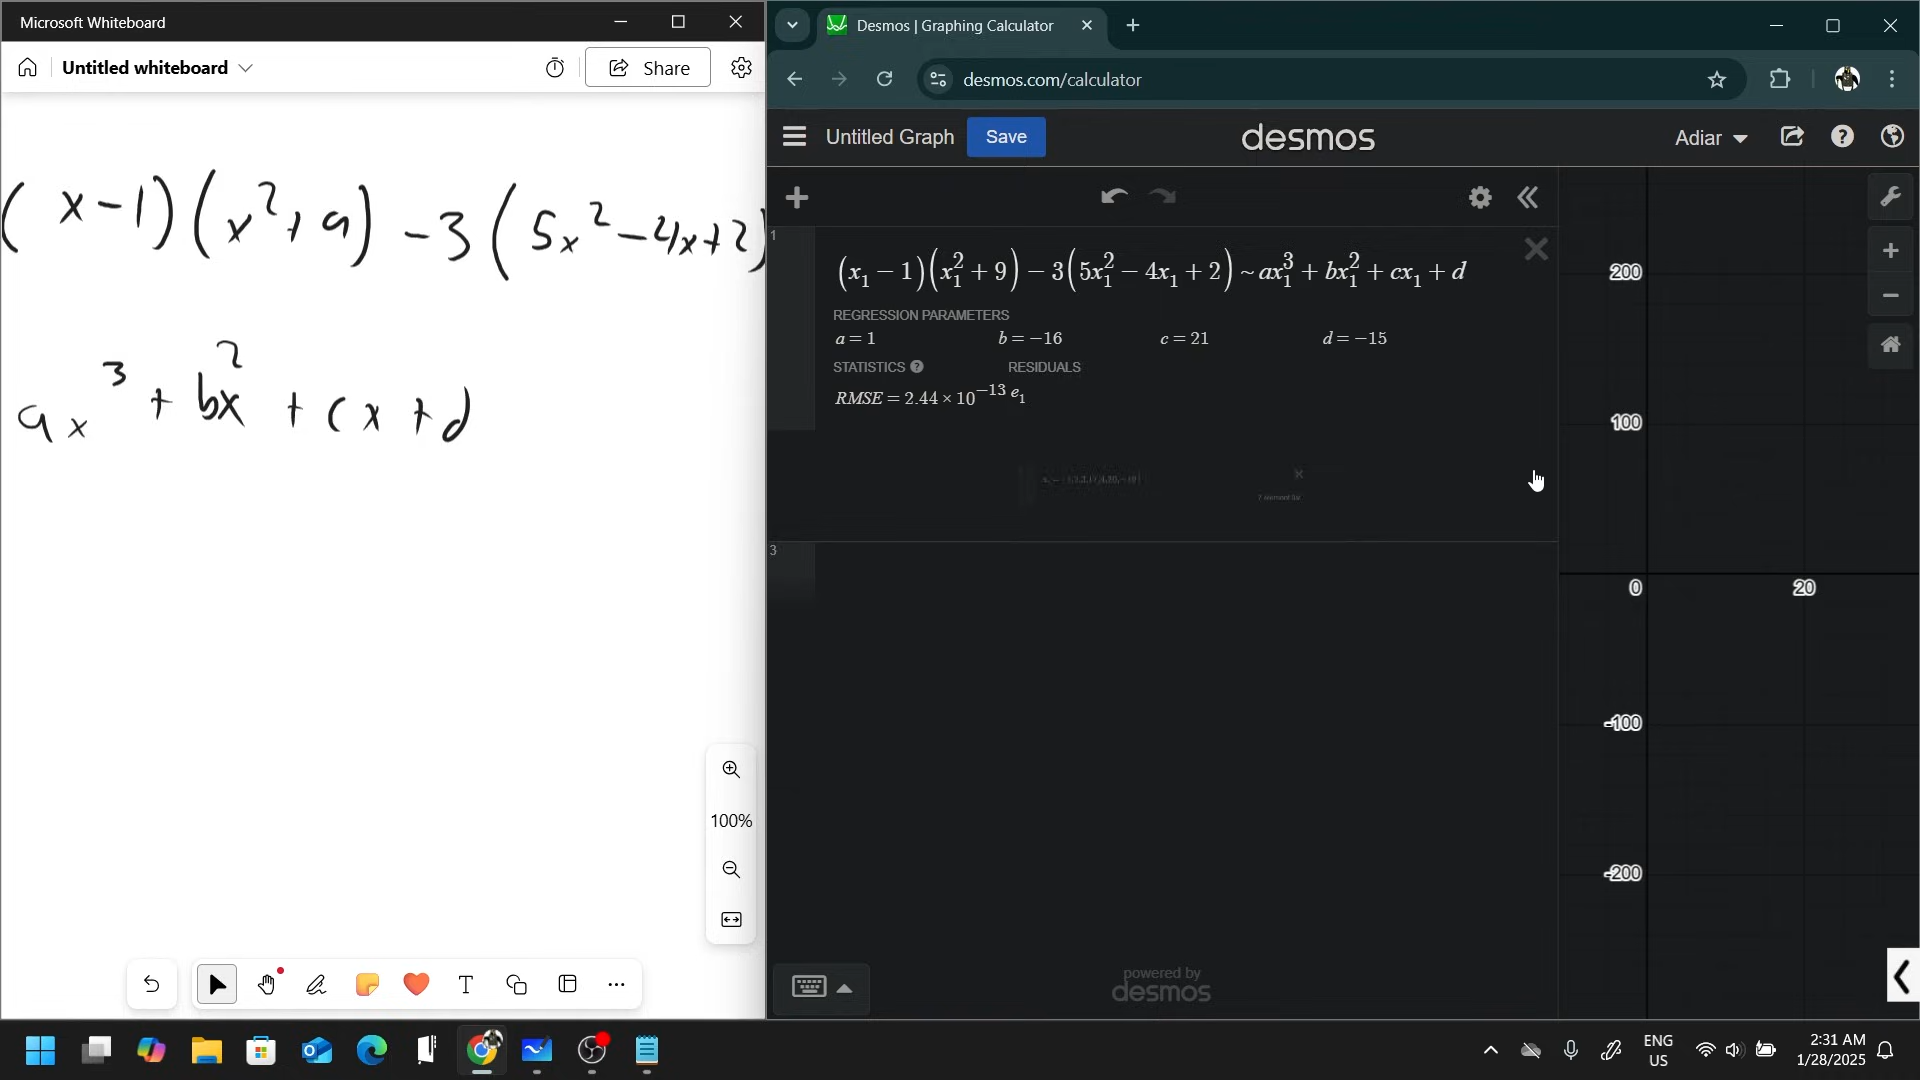 Microsoft Whiteboard
Untitled whiteboard
Share
(x-1)(x²+9)-3(5x²-4x+2)
ax³+bx²+cx+d
100%
Desmos | Graphing Calculator
desmos.com/calculator
Untitled Graph
Save
desmos
Adiar
1
(x₁ − 1)(x₁² + 9) − 3(5x₁² − 4x₁ + 2) ~ ax₁³ + bx₁² + cx₁ + d
REGRESSION PARAMETERS
a = 1 b = −16 c = 21 d = −15
STATISTICS ? RESIDUALS
RMSE = 2.44 × 10⁻¹³ e₁
3
powered by
desmos
200
100
0
20
-100
-200
ENG
US
2:31 AM
1/28/2025